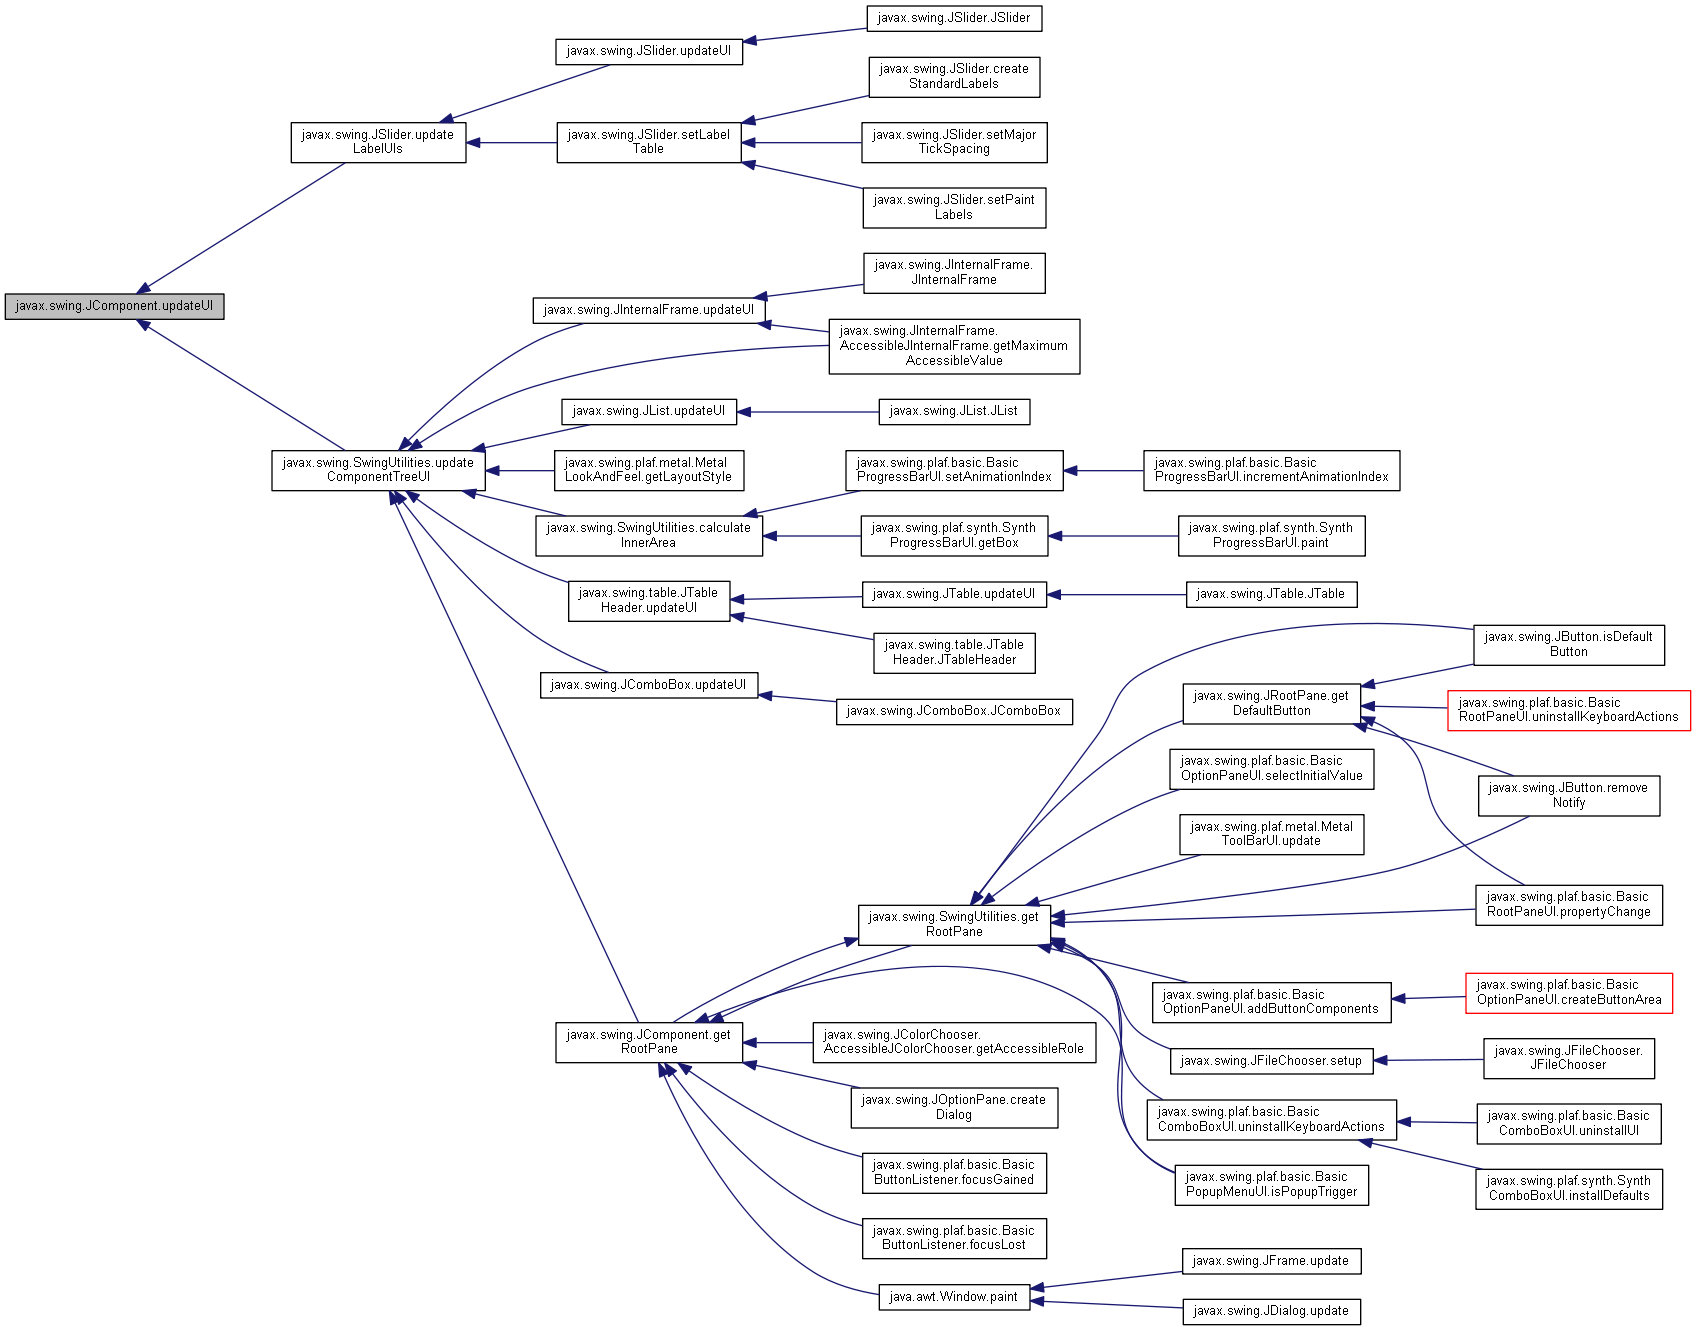 javax.swing.JComponent.updateUI
javax.swing.JSlider.update
LabelUIs
javax.swing.JSlider.updateUI
javax.swing.JSlider.JSlider
javax.swing.JSlider.setLabel
Table
javax.swing.JSlider.create
StandardLabels
javax.swing.JSlider.setMajor
TickSpacing
javax.swing.JSlider.setPaint
Labels
javax.swing.SwingUtilities.update
ComponentTreeUI
javax.swing.JInternalFrame.updateUI
javax.swing.JInternalFrame.
JInternalFrame
javax.swing.JInternalFrame.
AccessibleJInternalFrame.getMaximum
AccessibleValue
javax.swing.JList.updateUI
javax.swing.JList.JList
javax.swing.plaf.metal.Metal
LookAndFeel.getLayoutStyle
javax.swing.SwingUtilities.calculate
InnerArea
javax.swing.plaf.basic.Basic
ProgressBarUI.setAnimationIndex
javax.swing.plaf.basic.Basic
ProgressBarUI.incrementAnimationIndex
javax.swing.plaf.synth.Synth
ProgressBarUI.getBox
javax.swing.plaf.synth.Synth
ProgressBarUI.paint
javax.swing.table.JTable
Header.updateUI
javax.swing.JTable.updateUI
javax.swing.JTable.JTable
javax.swing.table.JTable
Header.JTableHeader
javax.swing.JComboBox.updateUI
javax.swing.JComboBox.JComboBox
javax.swing.JComponent.get
RootPane
javax.swing.SwingUtilities.get
RootPane
javax.swing.JButton.isDefault
Button
javax.swing.JRootPane.get
DefaultButton
javax.swing.plaf.basic.Basic
RootPaneUI.uninstallKeyboardActions
javax.swing.plaf.basic.Basic
OptionPaneUI.selectInitialValue
javax.swing.JButton.remove
Notify
javax.swing.plaf.metal.Metal
ToolBarUI.update
javax.swing.plaf.basic.Basic
RootPaneUI.propertyChange
javax.swing.plaf.basic.Basic
OptionPaneUI.addButtonComponents
javax.swing.plaf.basic.Basic
OptionPaneUI.createButtonArea
javax.swing.JFileChooser.setup
javax.swing.JFileChooser.
JFileChooser
javax.swing.plaf.basic.Basic
ComboBoxUI.uninstallKeyboardActions
javax.swing.plaf.basic.Basic
ComboBoxUI.uninstallUI
javax.swing.plaf.synth.Synth
ComboBoxUI.installDefaults
javax.swing.plaf.basic.Basic
PopupMenuUI.isPopupTrigger
javax.swing.JColorChooser.
AccessibleJColorChooser.getAccessibleRole
javax.swing.JOptionPane.create
Dialog
javax.swing.plaf.basic.Basic
ButtonListener.focusGained
javax.swing.plaf.basic.Basic
ButtonListener.focusLost
java.awt.Window.paint
javax.swing.JFrame.update
javax.swing.JDialog.update